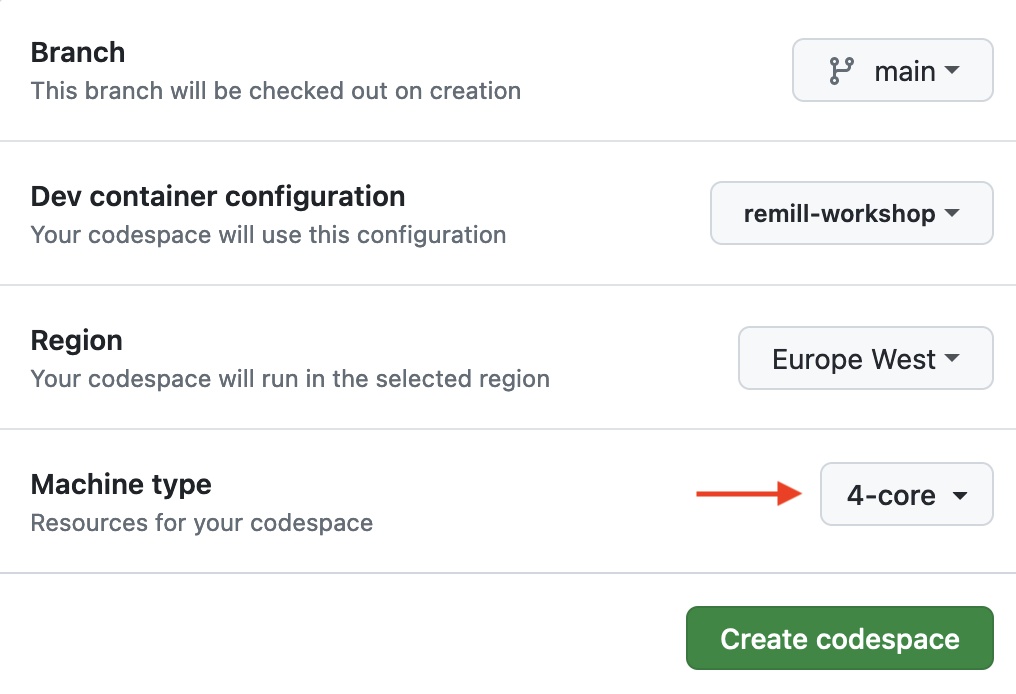 Branch
This branch will be checked out on creation
main
Dev container configuration
Your codespace will use this configuration
remill-workshop
Region
Your codespace will run in the selected region
Europe West
Machine type
Resources for your codespace
4-core
Create codespace